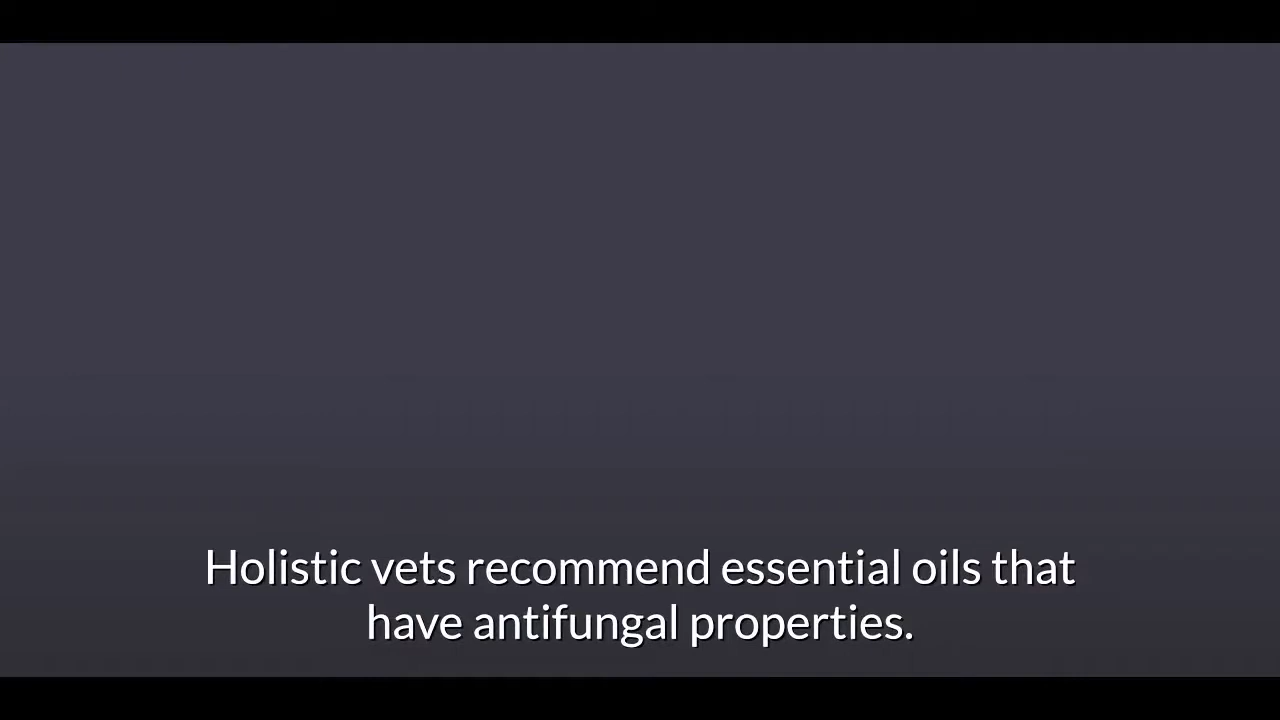 Holistic vets recommend essential oils that
have antifungal properties.